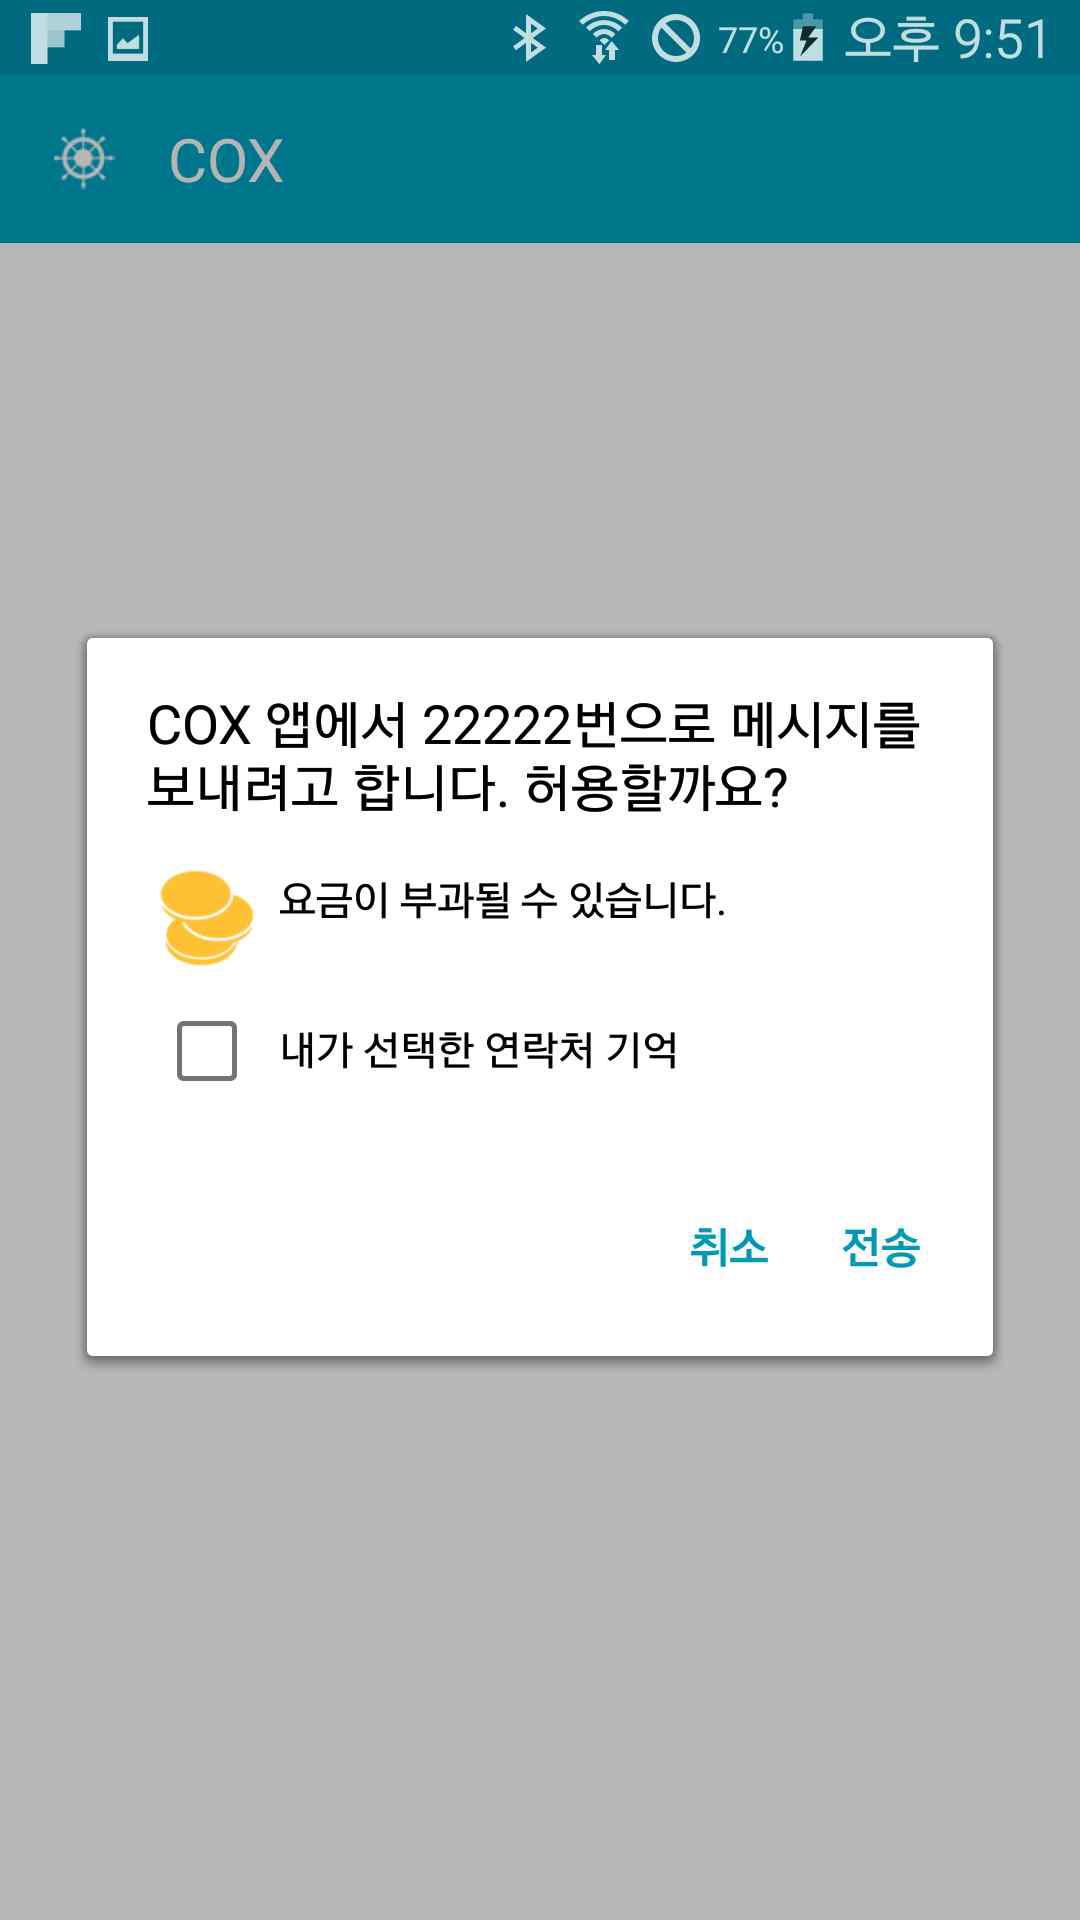 77% 오후 9:51
COX
COX 앱에서 22222번으로 메시지를
보내려고 합니다. 허용할까요?
요금이 부과될 수 있습니다.
내가 선택한 연락처 기억
취소 전송